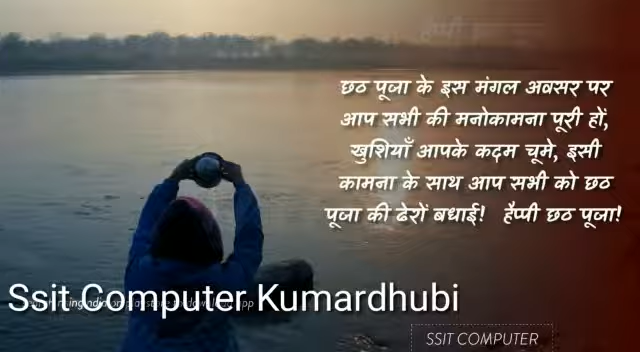 छठ पूजा के इस मंगल अवसर पर
आप सभी की मनोकामना पूरी हों,
खुशियाँ आपके कदम चूमे, इसी
कामना के साथ आप सभी को छठ
पूजा की ढेरों बधाई! हैप्पी छठ पूजा!
Ssit Computer Kumardhubi
SSIT COMPUTER